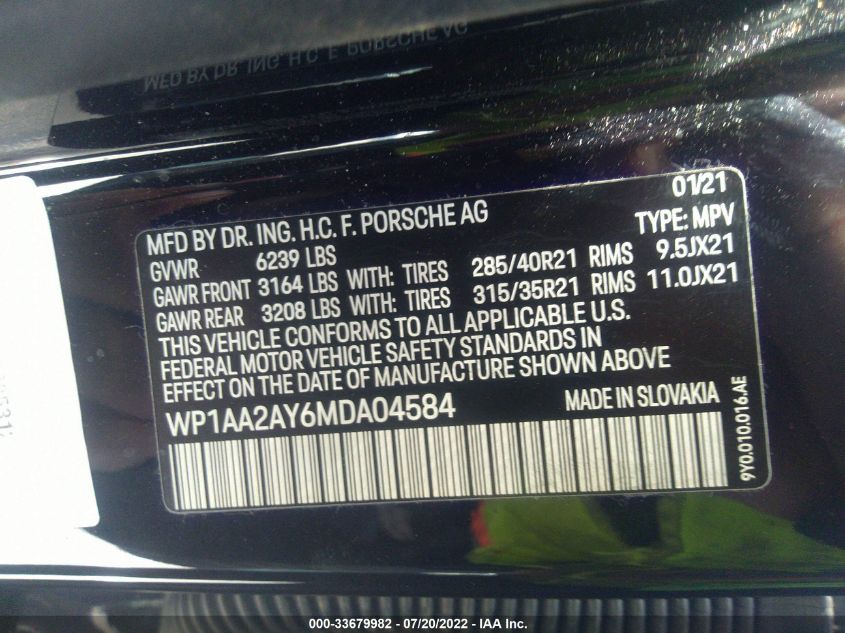 01/21
MFD BY DR. ING. H.C. F. PORSCHE AG TYPE: MPV
GVWR 6239 LBS
GAWR FRONT 3164 LBS WITH: TIRES 285/40R21 RIMS 9.5JX21
GAWR REAR 3208 LBS WITH: TIRES 315/35R21 RIMS 11.0JX21
THIS VEHICLE CONFORMS TO ALL APPLICABLE U.S.
FEDERAL MOTOR VEHICLE SAFETY STANDARDS IN
EFFECT ON THE DATE OF MANUFACTURE SHOWN ABOVE
WP1AA2AY6MDA04584 MADE IN SLOVAKIA
9Y0.010.016.AE
000-33679982 - 07/20/2022 - IAA Inc.